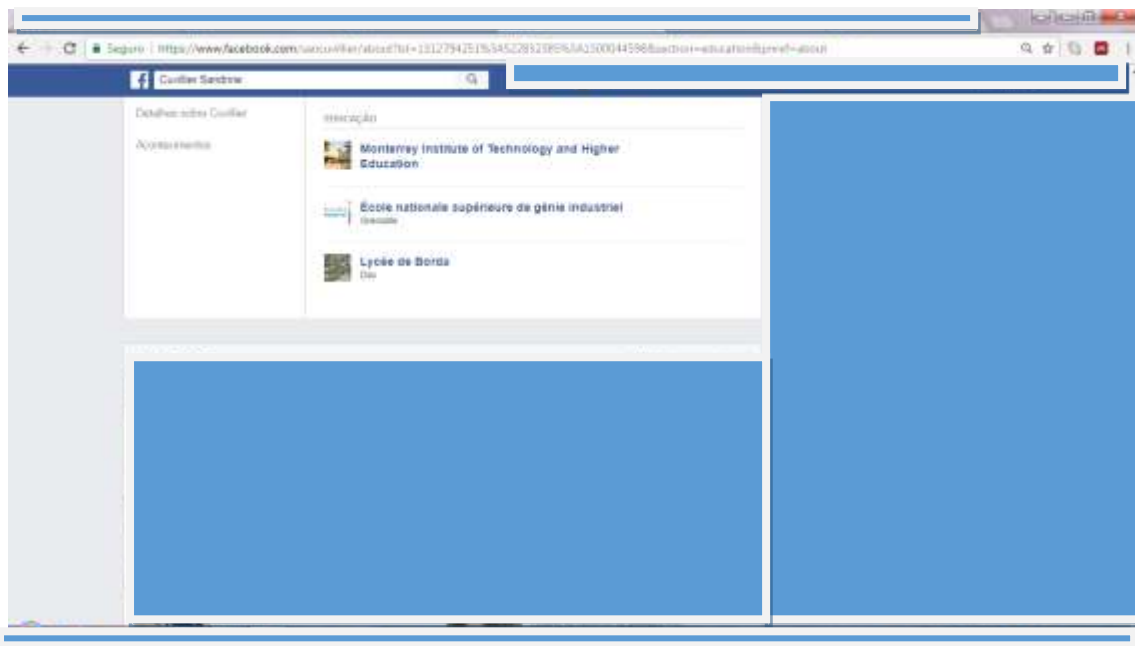 Seguro https://www.facebook.com/
Cuvilier Sandrine
Detalhes sobre Cuvilier
Acontecimentos
EDUCAÇÃO
Monterrey Institute of Technology and Higher
Education
École nationale supérieure de génie industriel
Grenoble
Lycée de Borda
Dax